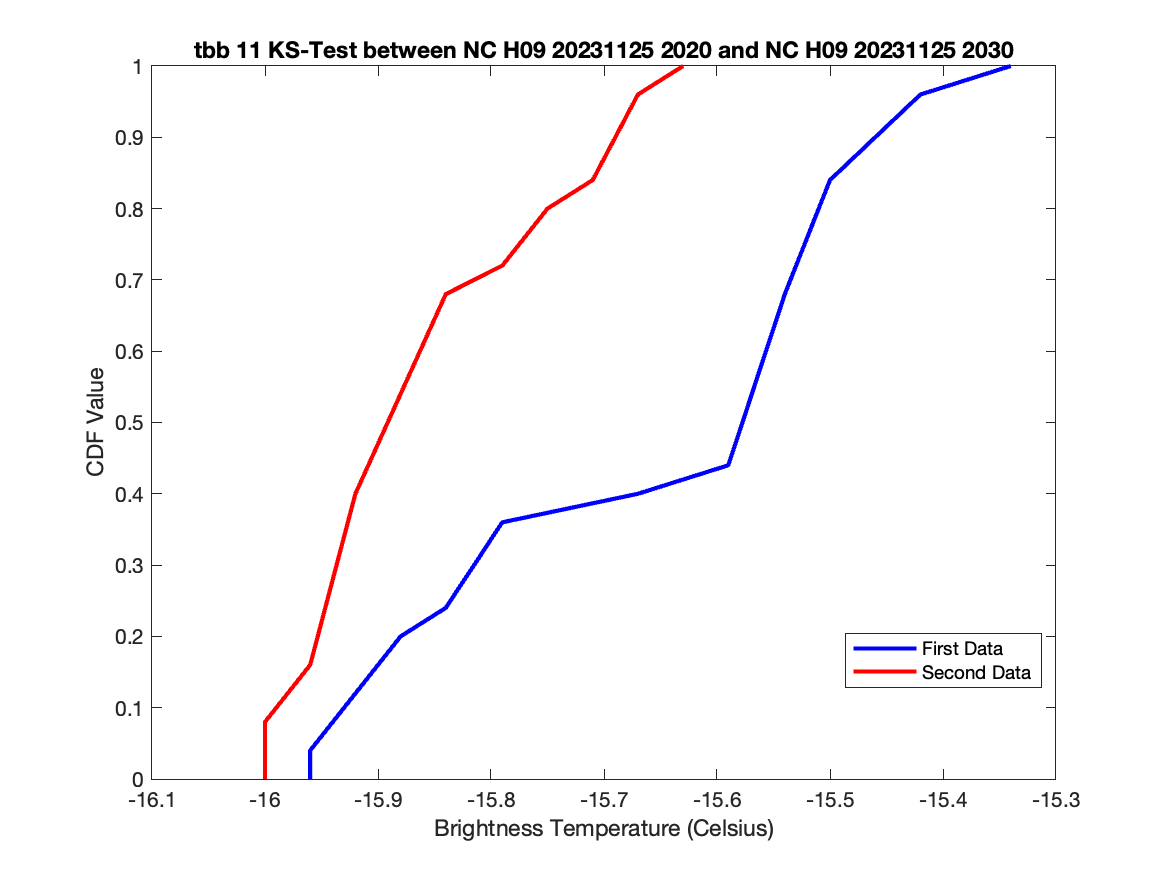 tbb 11 KS-Test between NC H09 20231125 2020 and NC H09 20231125 2030
1
0.9
0.8
0.7
0.6
0.5
0.4
0.3
0.2
0.1
0
CDF Value
First Data
Second Data
-16.1 -16 -15.9 -15.8 -15.7 -15.6 -15.5 -15.4 -15.3
Brightness Temperature (Celsius)